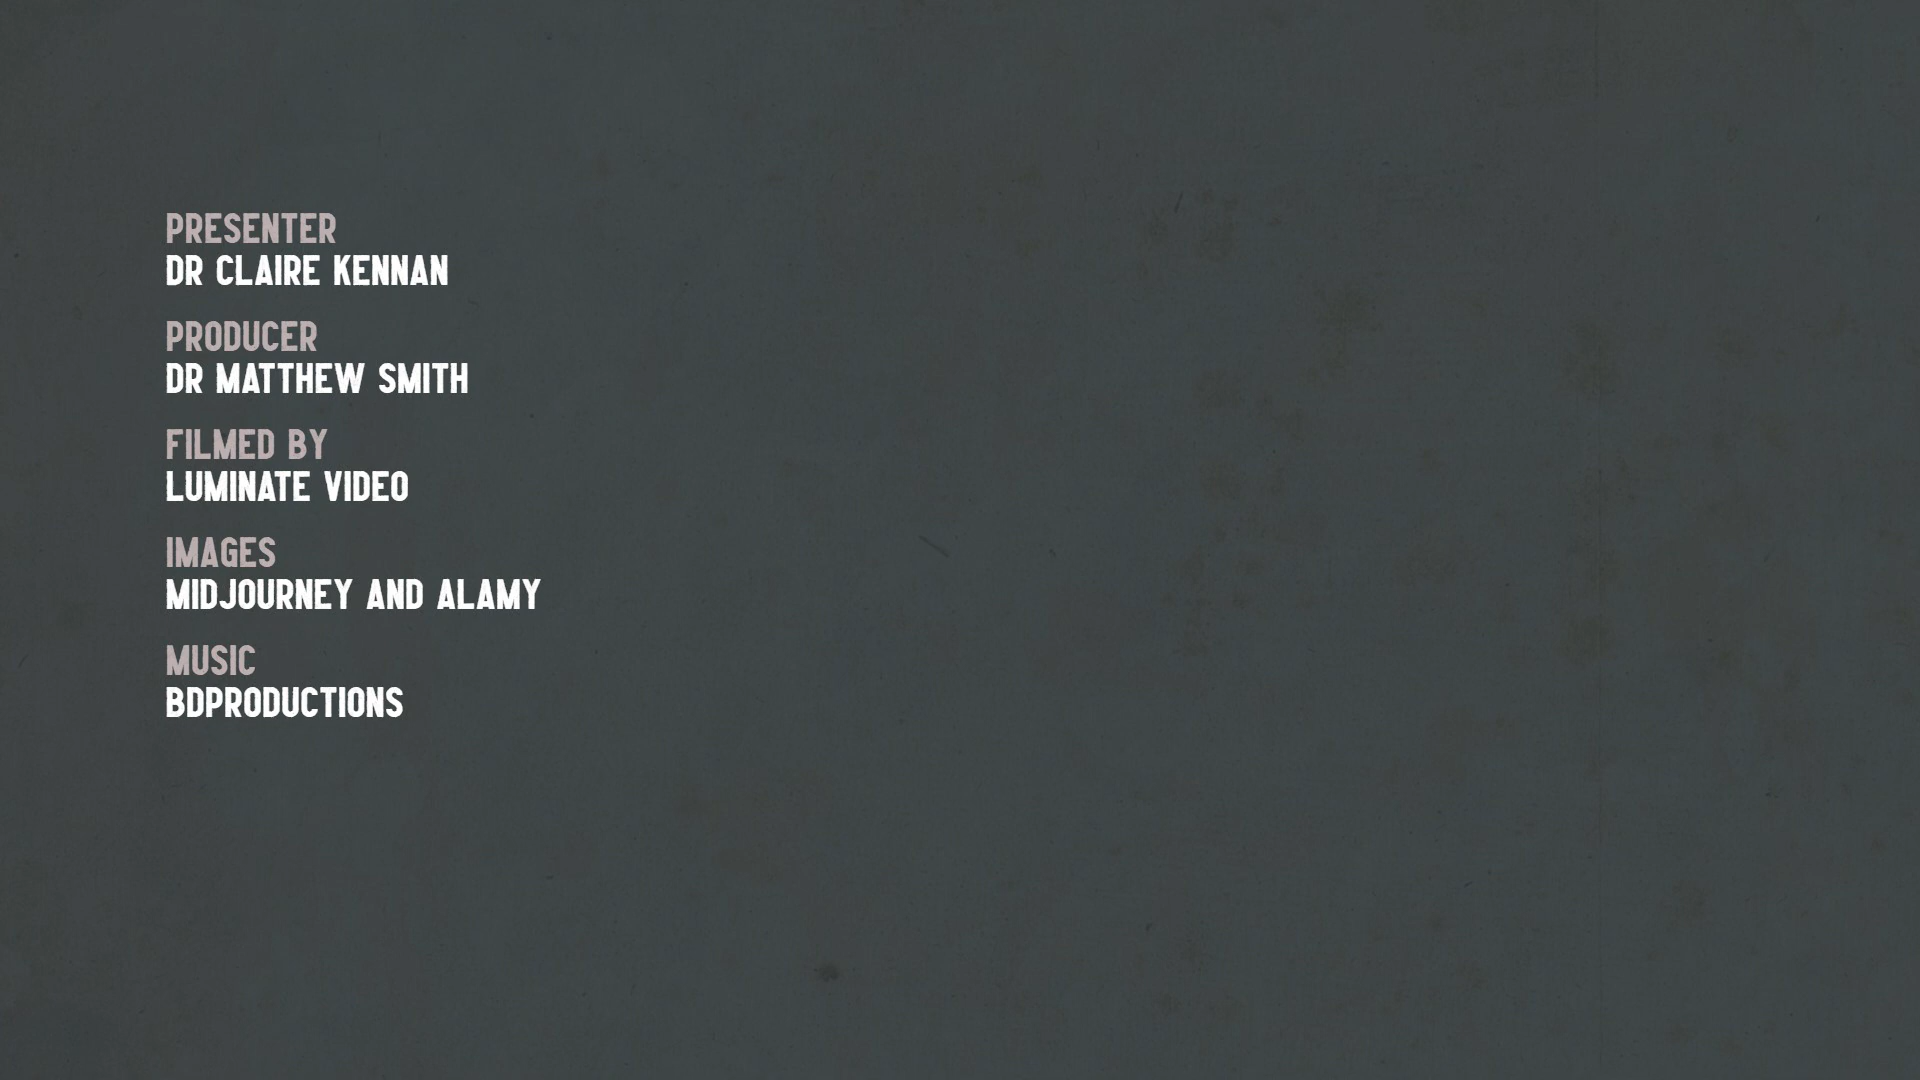 PRESENTER
DR CLAIRE KENNAN
PRODUCER
DR MATTHEW SMITH
FILMED BY
LUMINATE VIDEO
IMAGES
MIDJOURNEY AND ALAMY
MUSIC
BDPRODUCTIONS